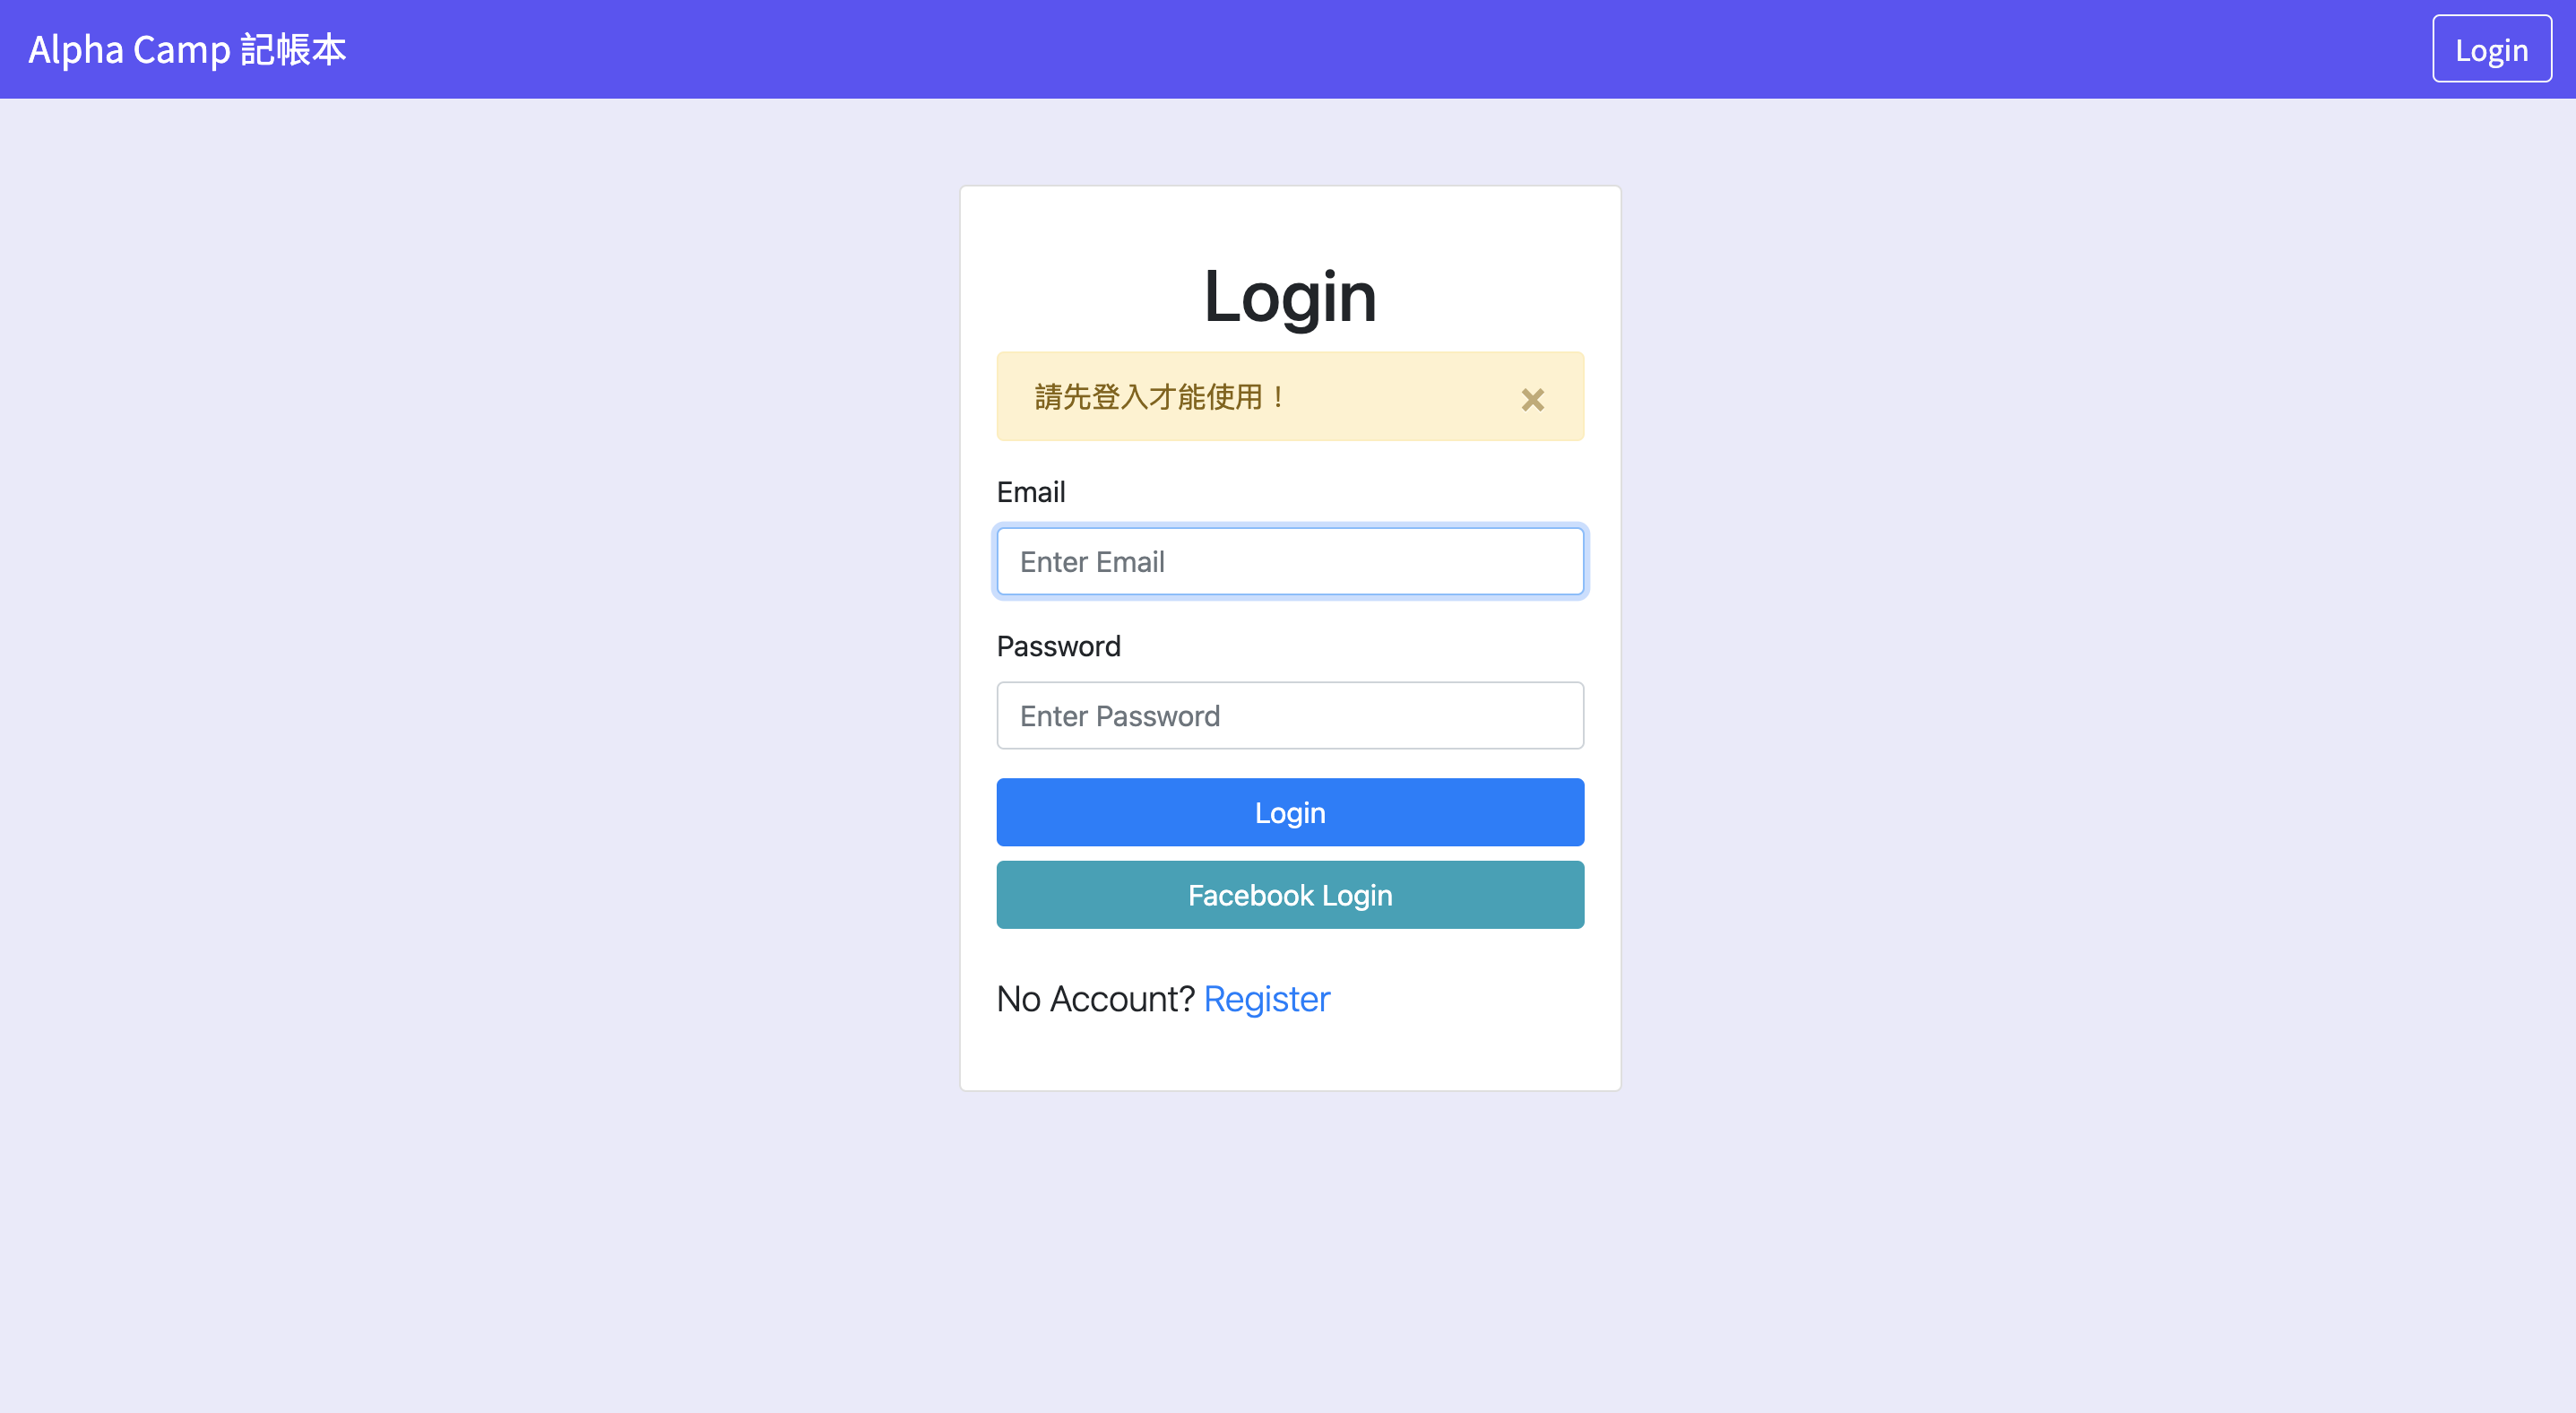 Alpha Camp 記帳本
Login
Login
請先登入才能使用！
×
Email
Enter Email
Password
Enter Password
Login
Facebook Login
No Account? Register